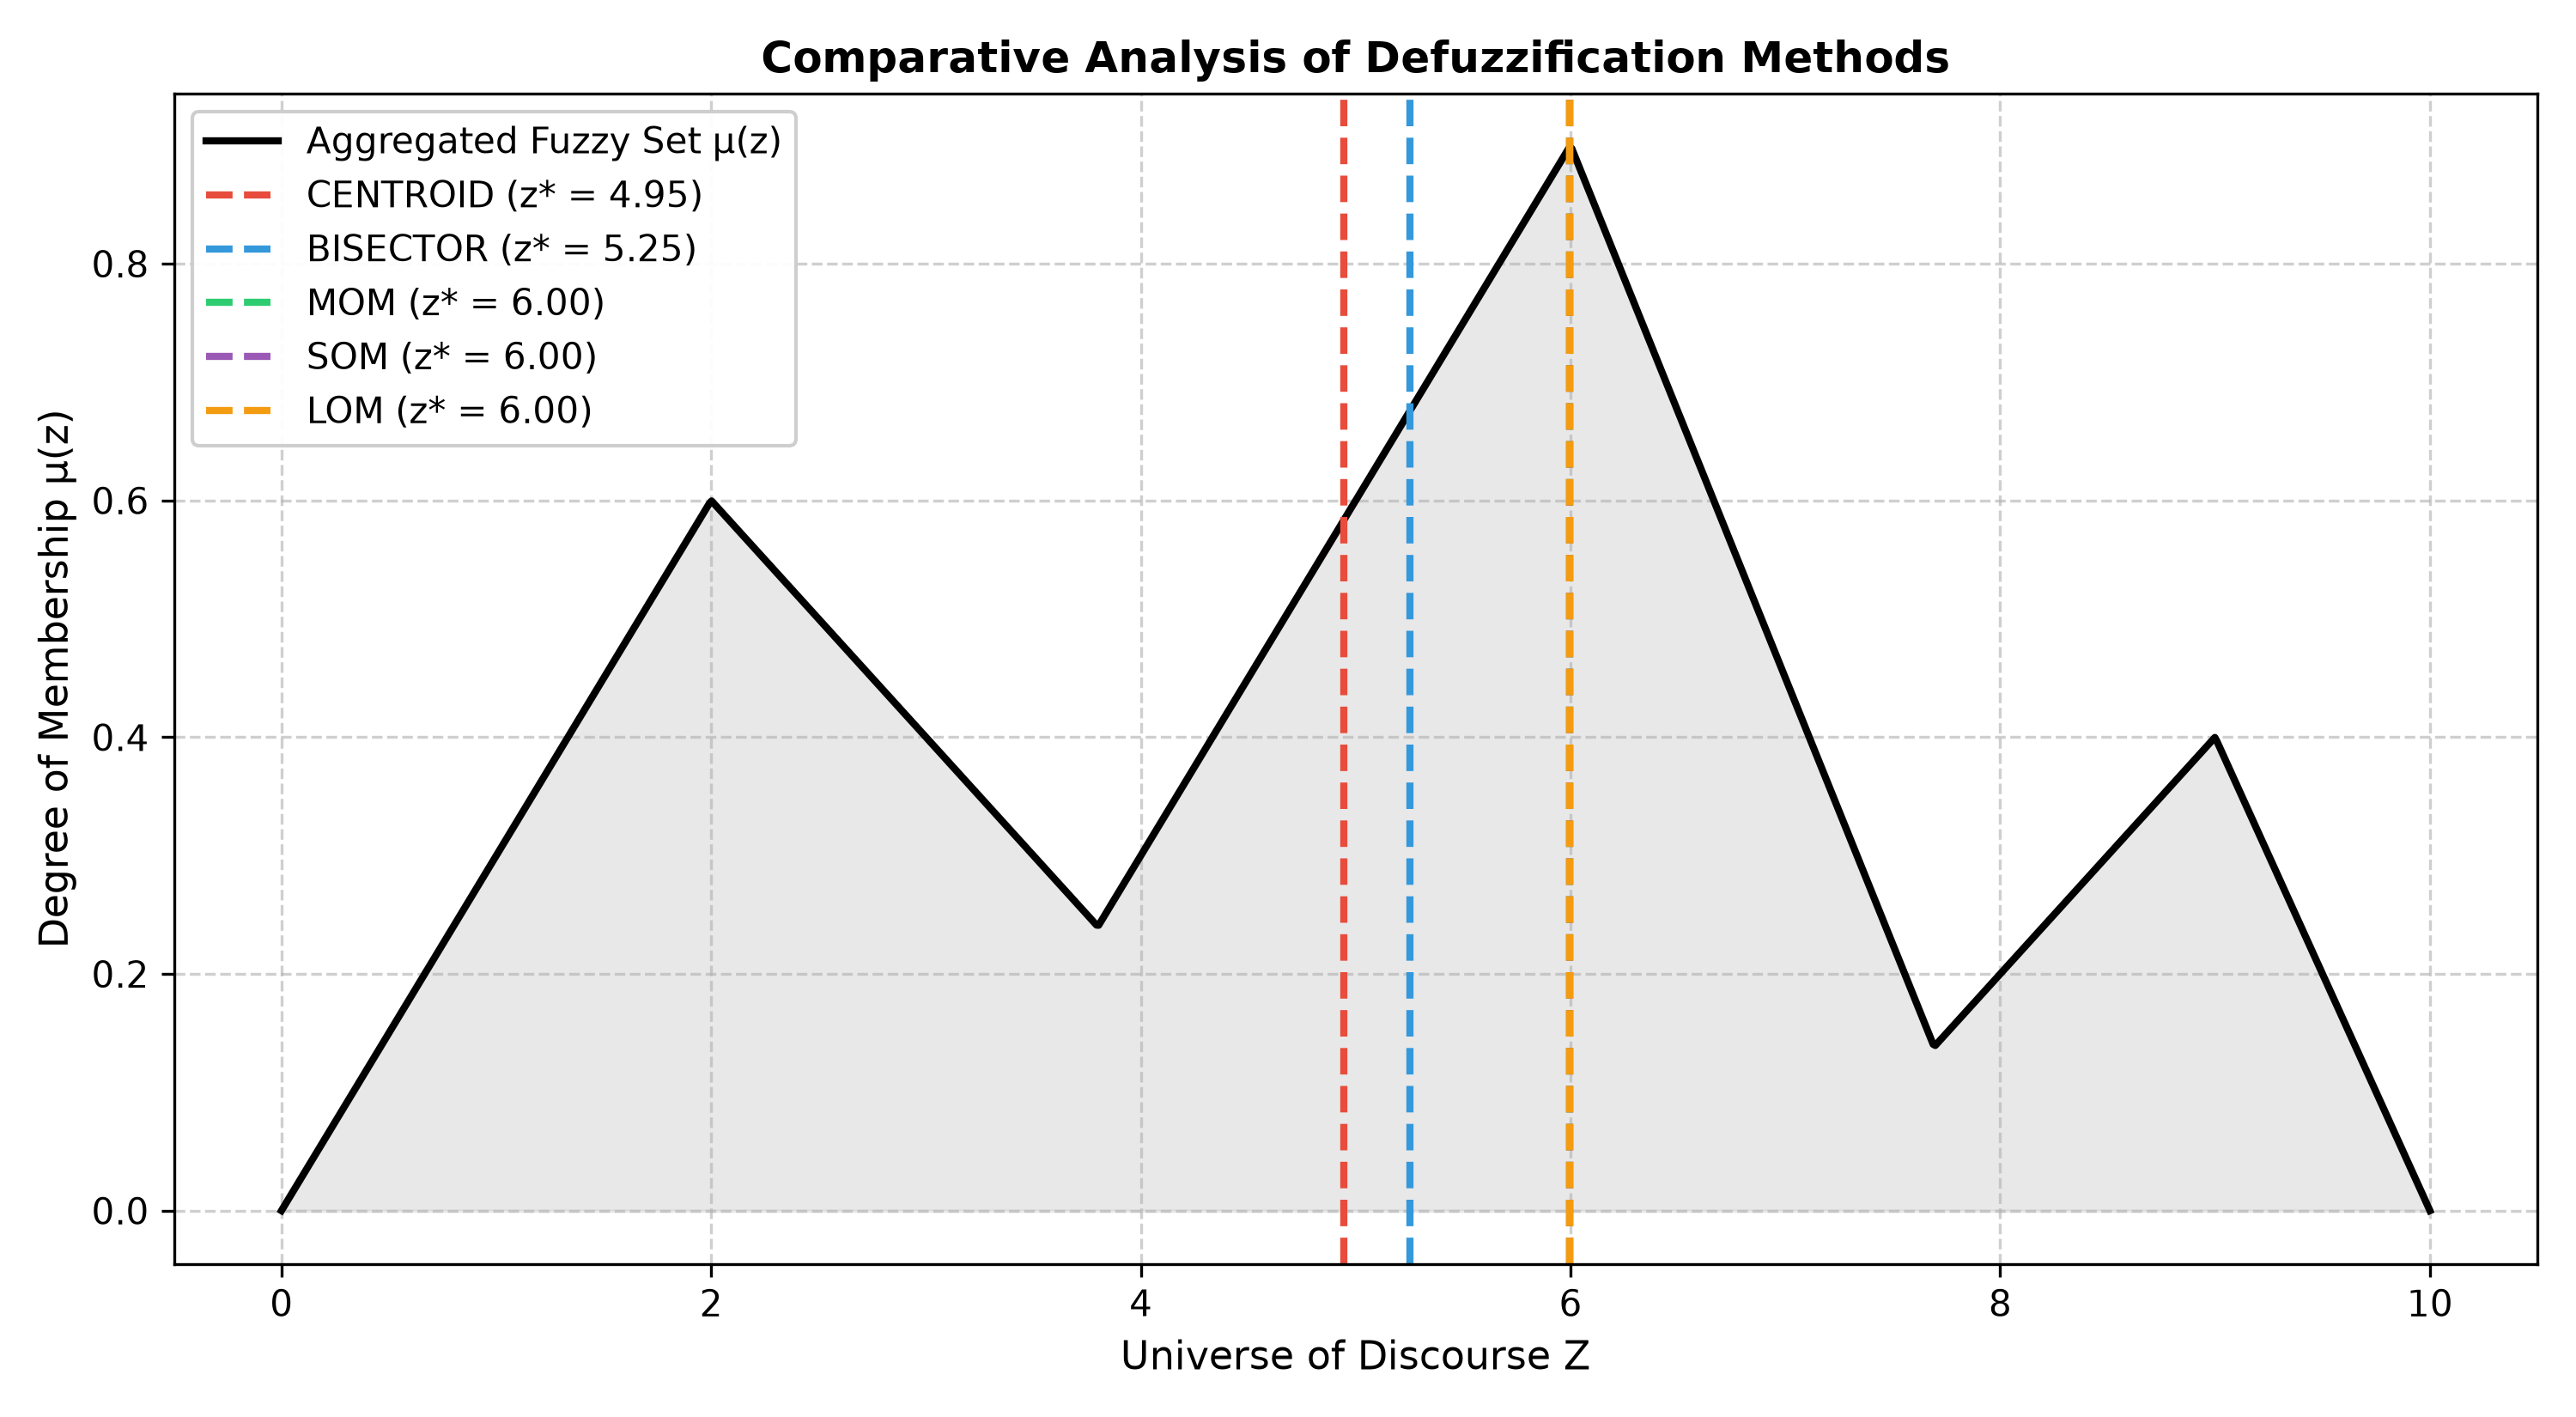 Comparative Analysis of Defuzzification Methods
Aggregated Fuzzy Set μ(z)
CENTROID (z* = 4.95)
BISECTOR (z* = 5.25)
MOM (z* = 6.00)
SOM (z* = 6.00)
LOM (z* = 6.00)
Degree of Membership μ(z)
0.8
0.6
0.4
0.2
0.0
0 2 4 6 8 10
Universe of Discourse Z